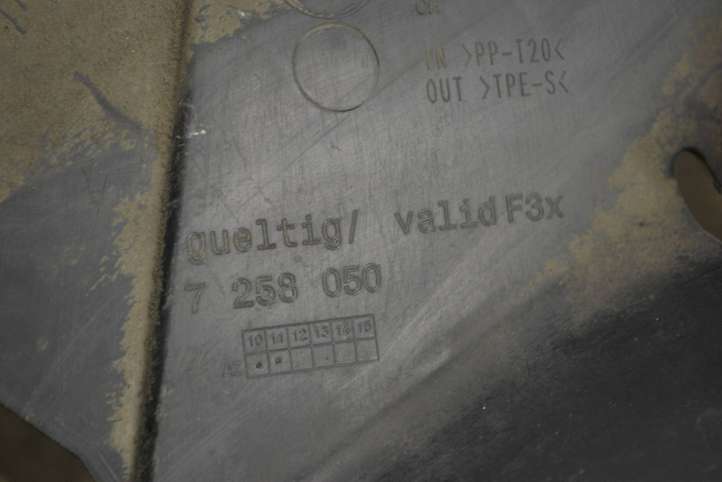 IN >PP-T20<
OUT >TPE-S<
gueltig/ valid F3x
7 258 050
10 11 12 13 14 15